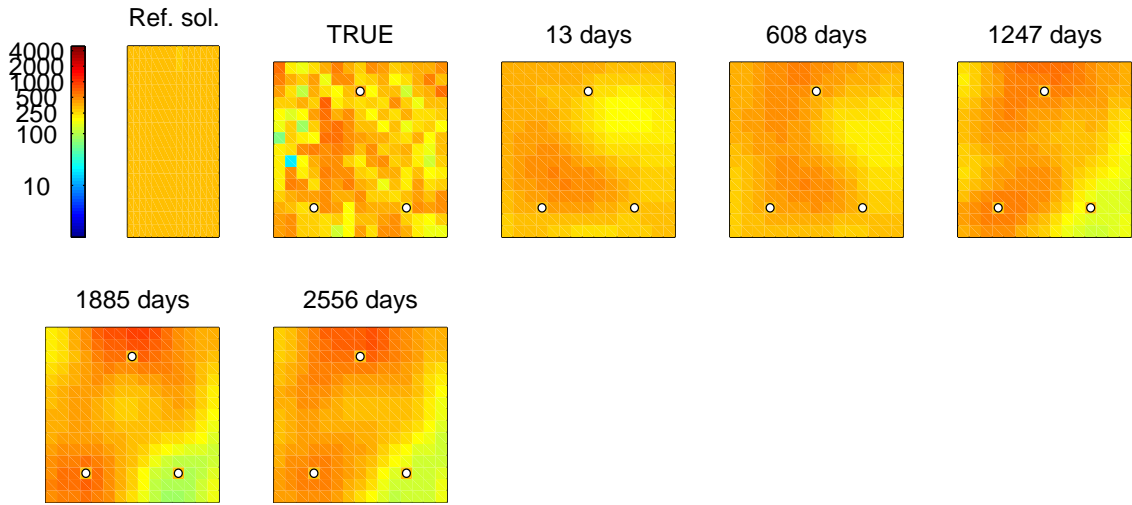 Ref. sol.
TRUE
13 days
608 days
1247 days
4000
2000
1000
500
250
100
10
1885 days
2556 days